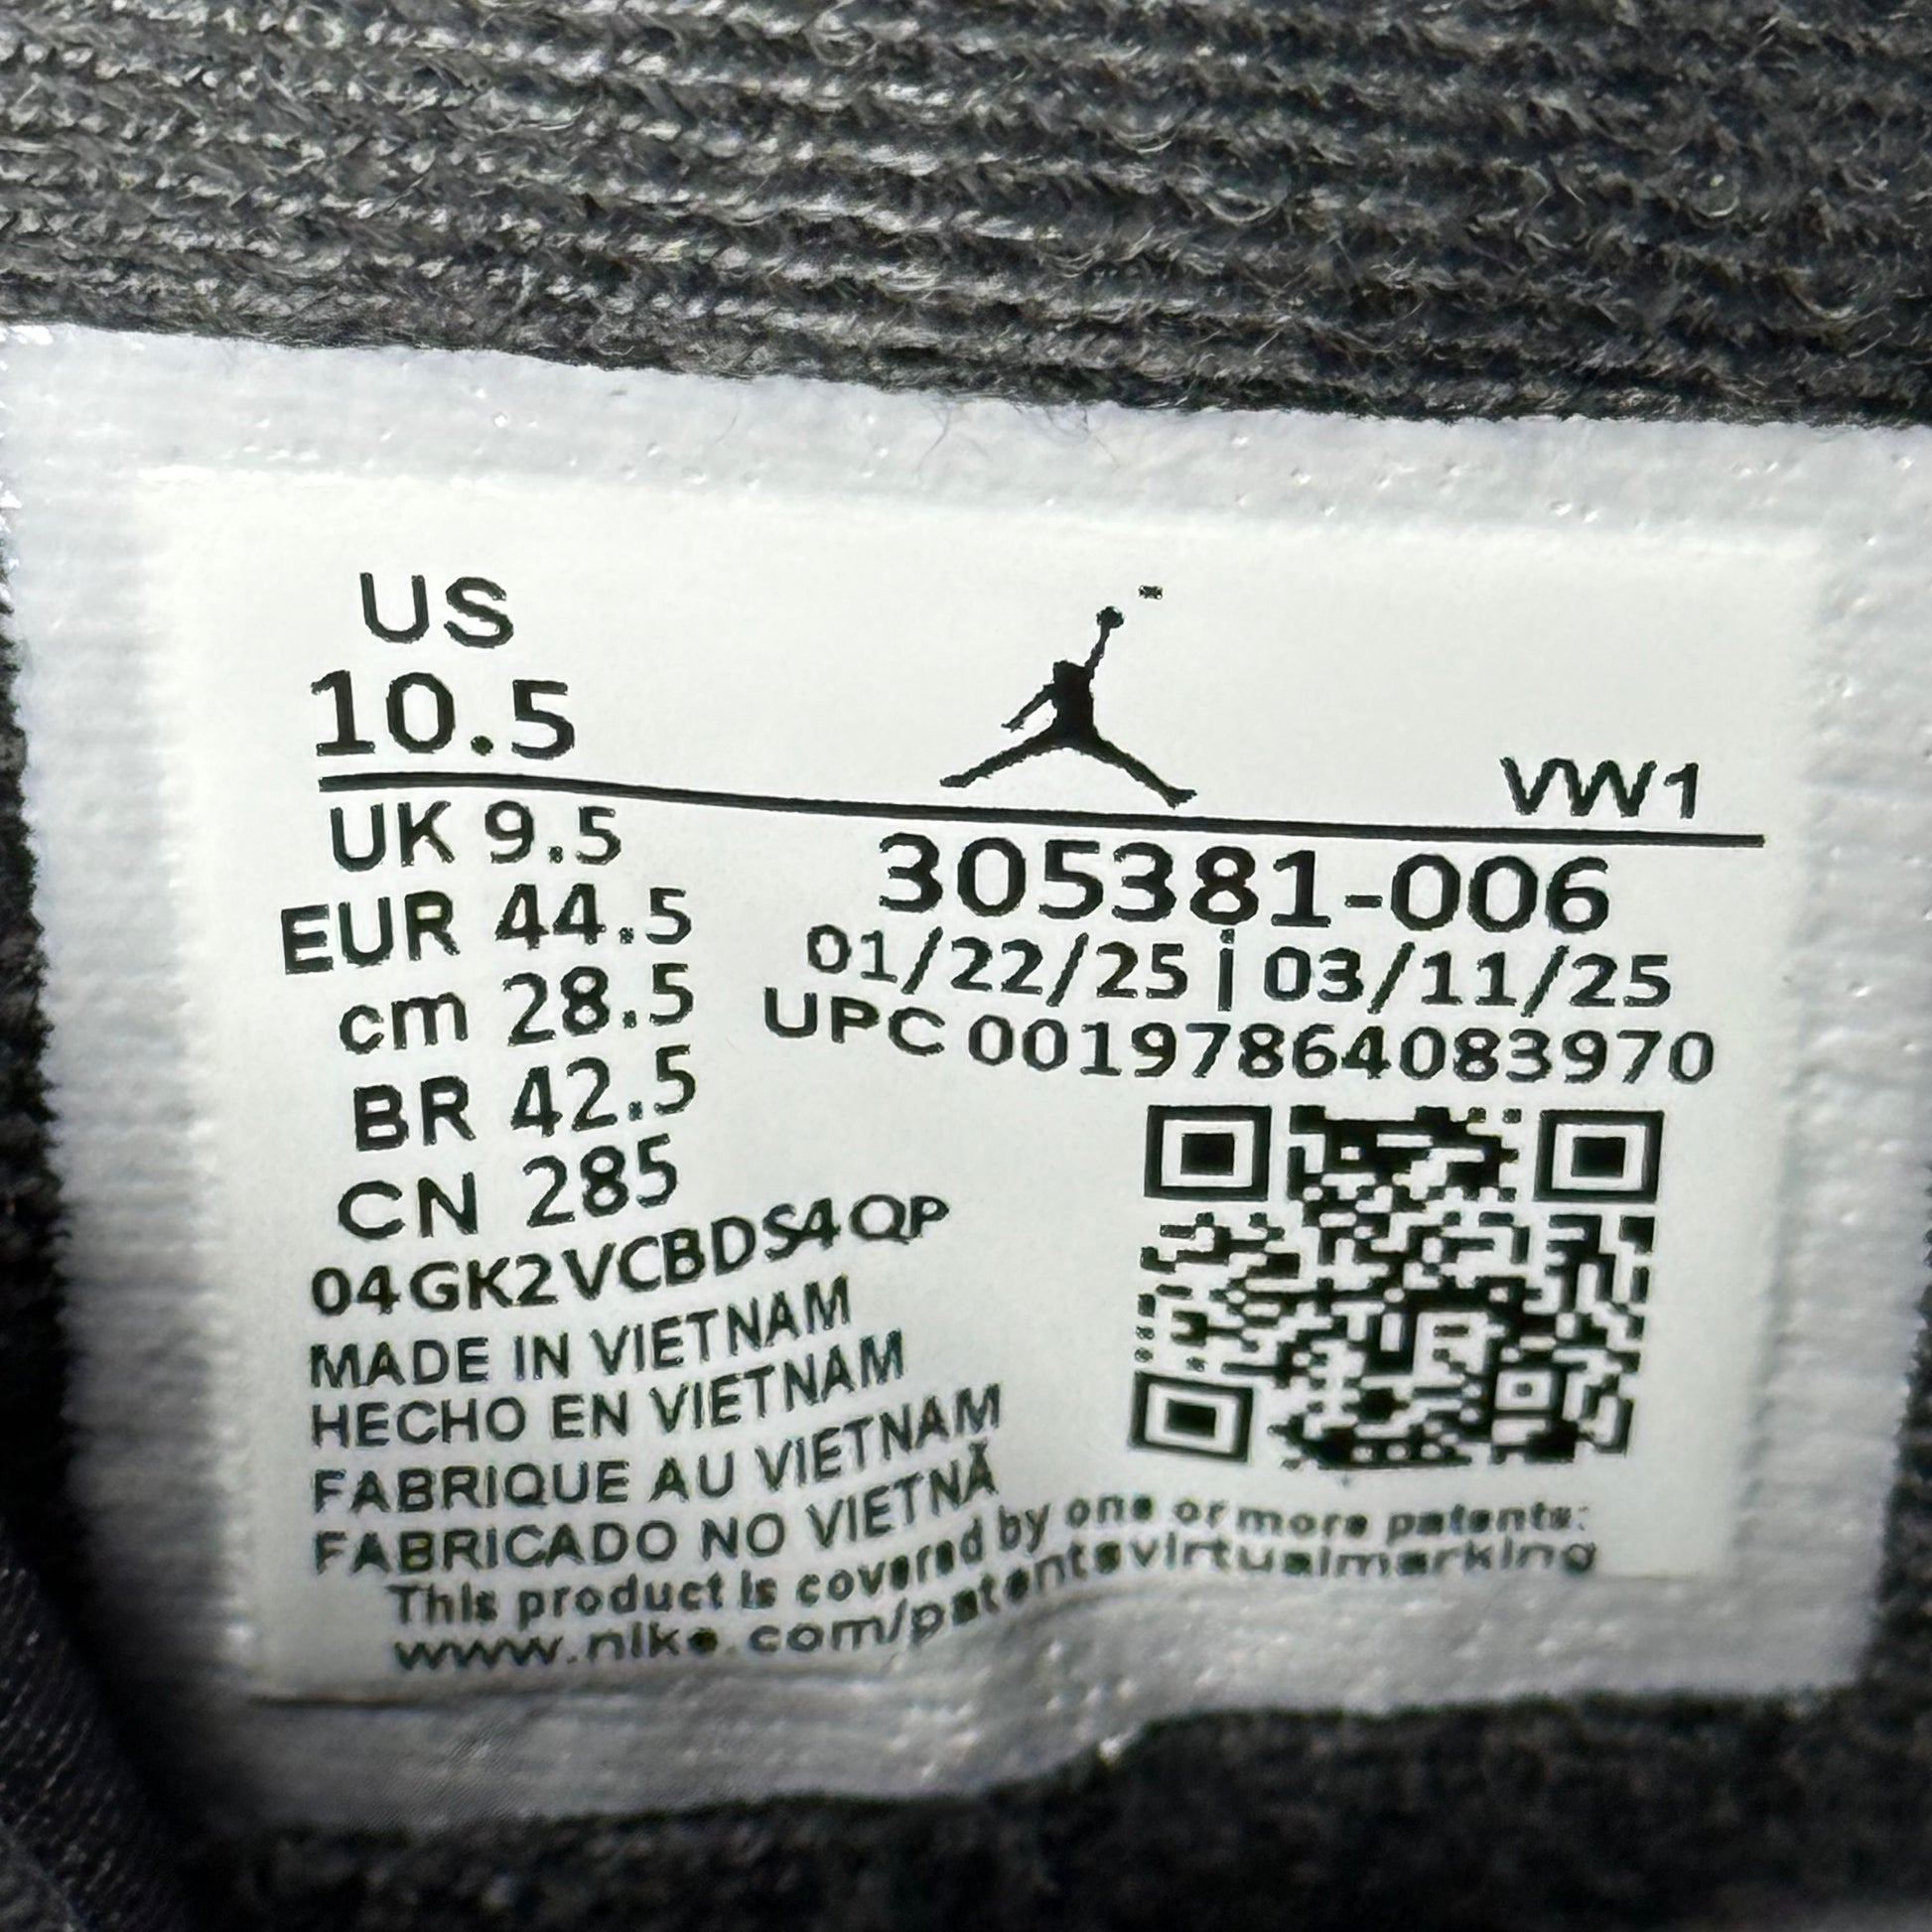 US
10.5
VW1
UK 9.5
EUR 44.5
cm 28.5
BR 42.5
CN 285
305381-006
01/22/25 | 03/11/25
UPC 00197864083970
04GK2VCBDS4QP
MADE IN VIETNAM
HECHO EN VIETNAM
FABRIQUE AU VIETNAM
FABRICADO NO VIETNÃ
This product is covered by one or more patents:
www.nike.com/patentsvirtualmarking